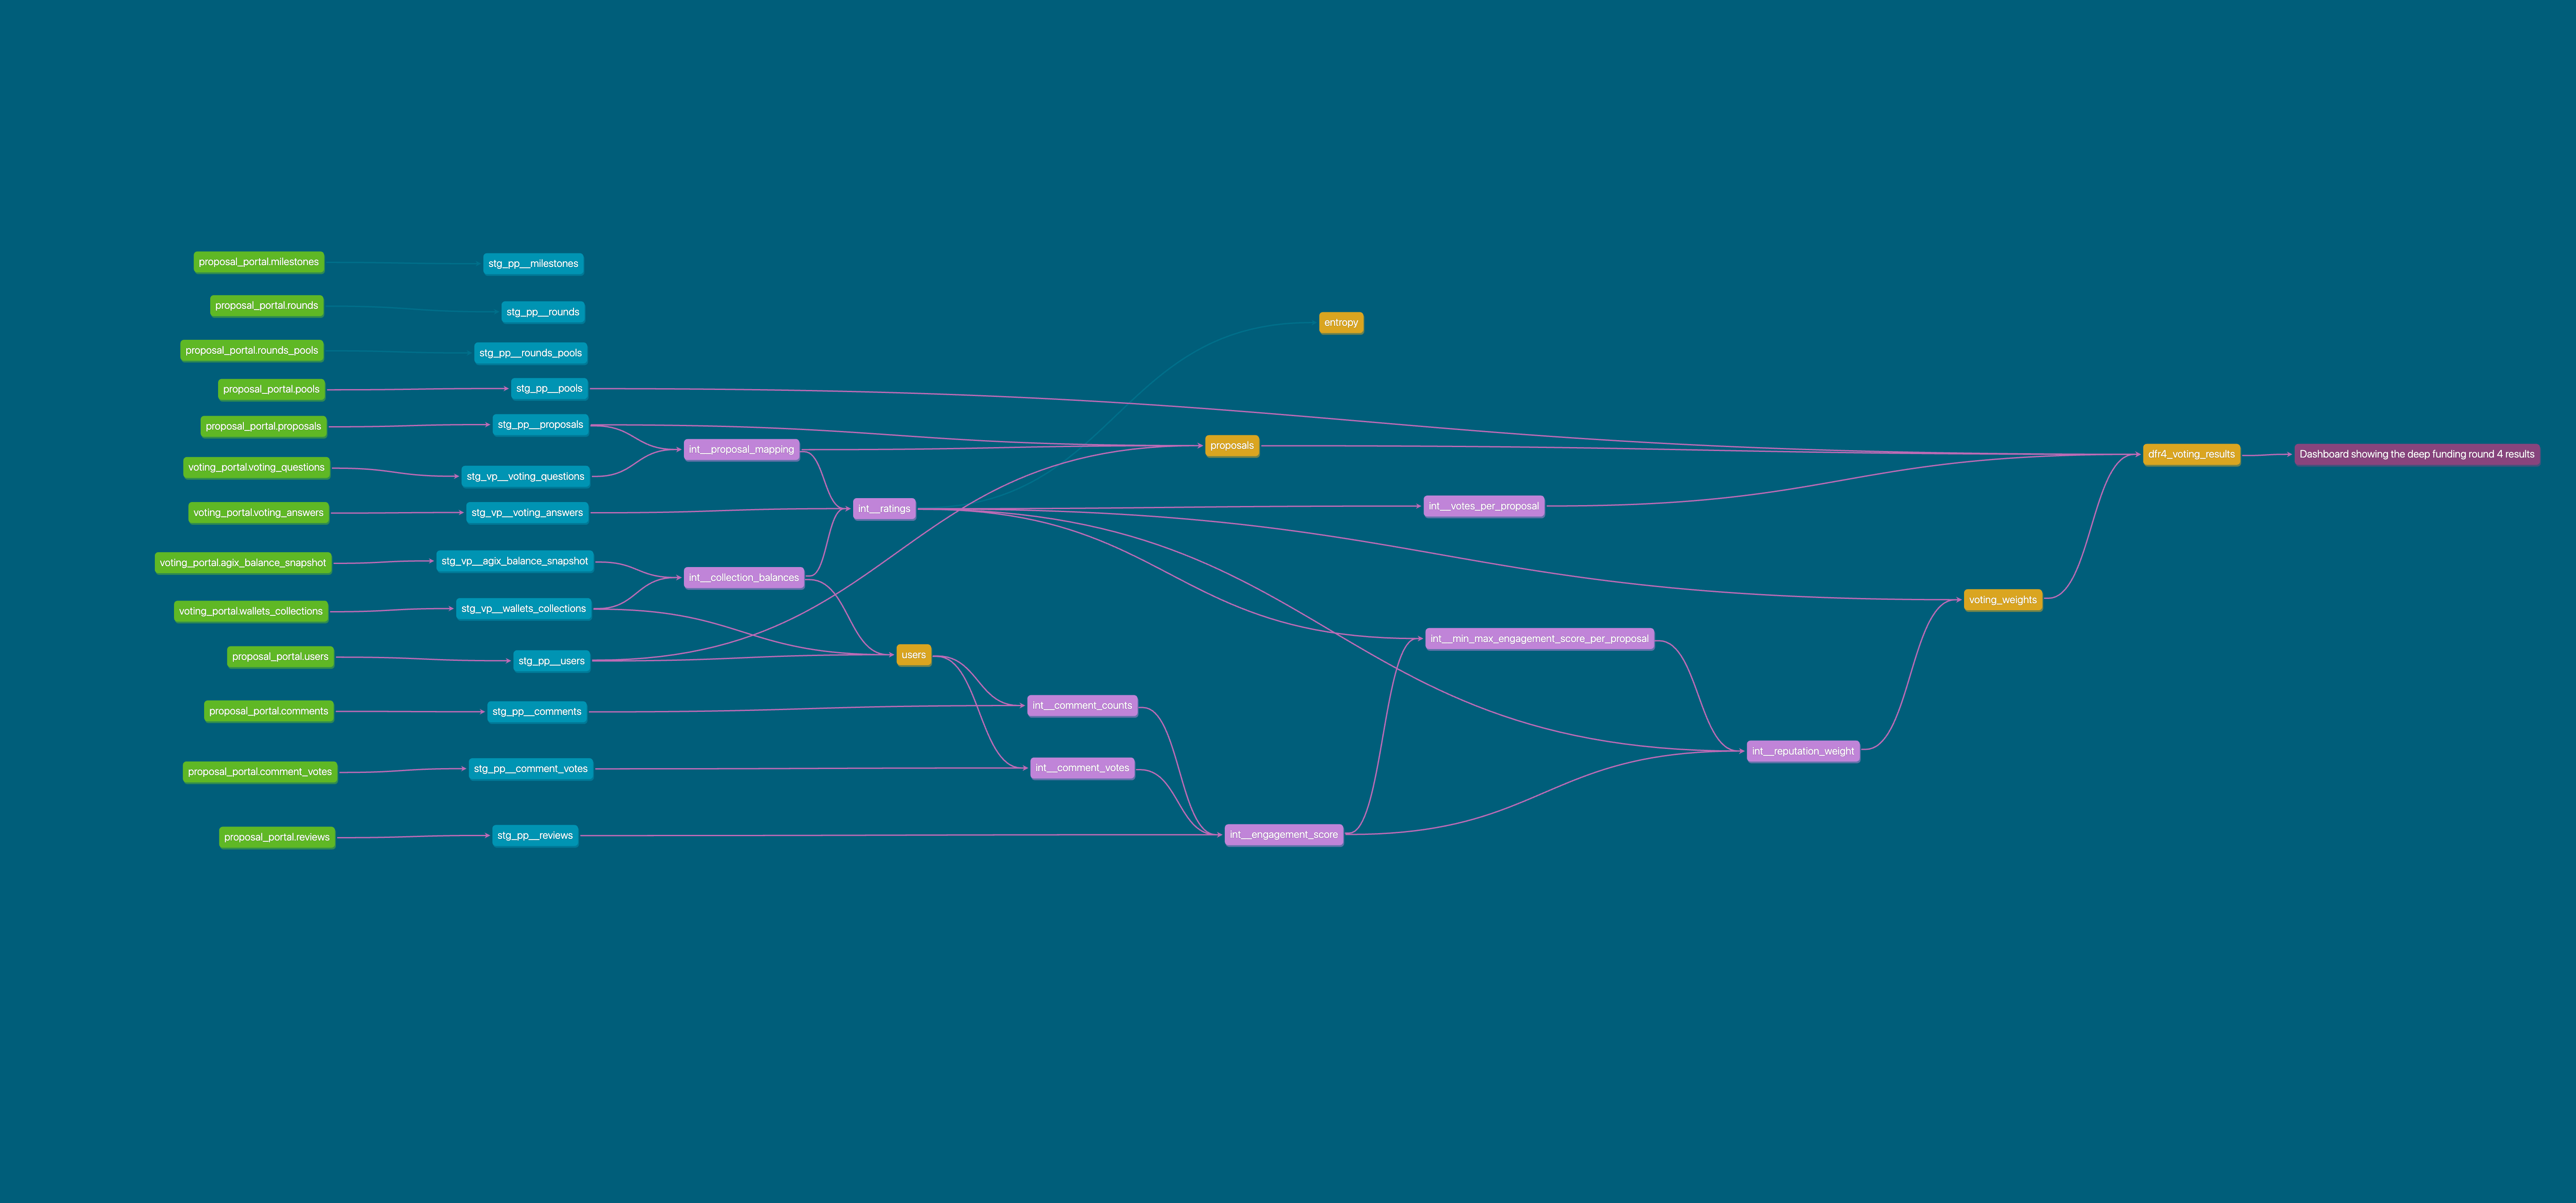 proposal_portal.milestones
stg_pp__milestones
proposal_portal.rounds
stg_pp__rounds
entropy
proposal_portal.rounds_pools
stg_pp__rounds_pools
proposal_portal.pools
stg_pp__pools
proposal_portal.proposals
stg_pp__proposals
int__proposal_mapping
proposals
dfr4_voting_results
Dashboard showing the deep funding round 4 results
voting_portal.voting_questions
stg_vp__voting_questions
voting_portal.voting_answers
stg_vp__voting_answers
int__ratings
int__votes_per_proposal
voting_portal.agix_balance_snapshot
stg_vp__agix_balance_snapshot
int__collection_balances
voting_portal.wallets_collections
stg_vp__wallets_collections
voting_weights
proposal_portal.users
stg_pp__users
users
int__min_max_engagement_score_per_proposal
proposal_portal.comments
stg_pp__comments
int__comment_counts
int__reputation_weight
proposal_portal.comment_votes
stg_pp__comment_votes
int__comment_votes
proposal_portal.reviews
stg_pp__reviews
int__engagement_score